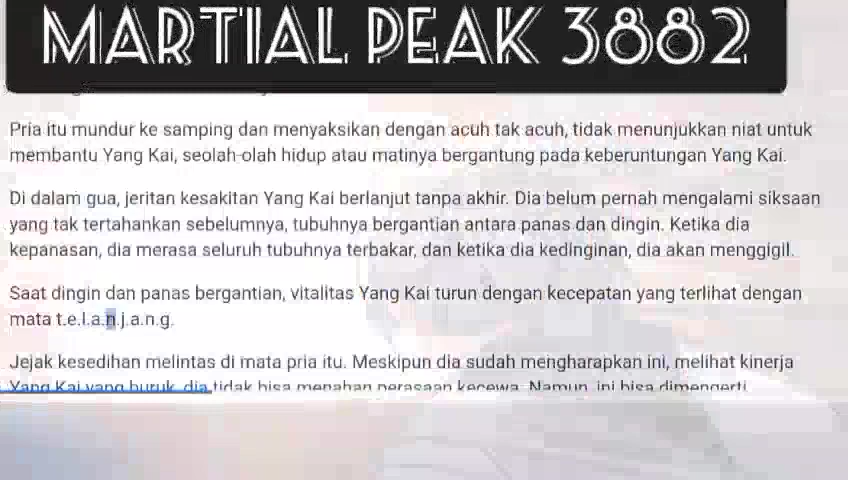 MARTIAL PEAK 3882
Pria itu mundur ke samping dan menyaksikan dengan acuh tak acuh, tidak menunjukkan niat untuk
membantu Yang Kai, seolah-olah hidup atau matinya bergantung pada keberuntungan Yang Kai.
Di dalam gua, jeritan kesakitan Yang Kai berlanjut tanpa akhir. Dia belum pernah mengalami siksaan
yang tak tertahankan sebelumnya, tubuhnya bergantian antara panas dan dingin. Ketika dia
kepanasan, dia merasa seluruh tubuhnya terbakar, dan ketika dia kedinginan, dia akan menggigil.
Saat dingin dan panas bergantian, vitalitas Yang Kai turun dengan kecepatan yang terlihat dengan
mata t.e.l.a.n.j.a.n.g.
Jejak kesedihan melintas di mata pria itu. Meskipun dia sudah mengharapkan ini, melihat kinerja
Yang Kai yang buruk, dia tidak bisa menahan perasaan kecewa. Namun, ini bisa dimengerti